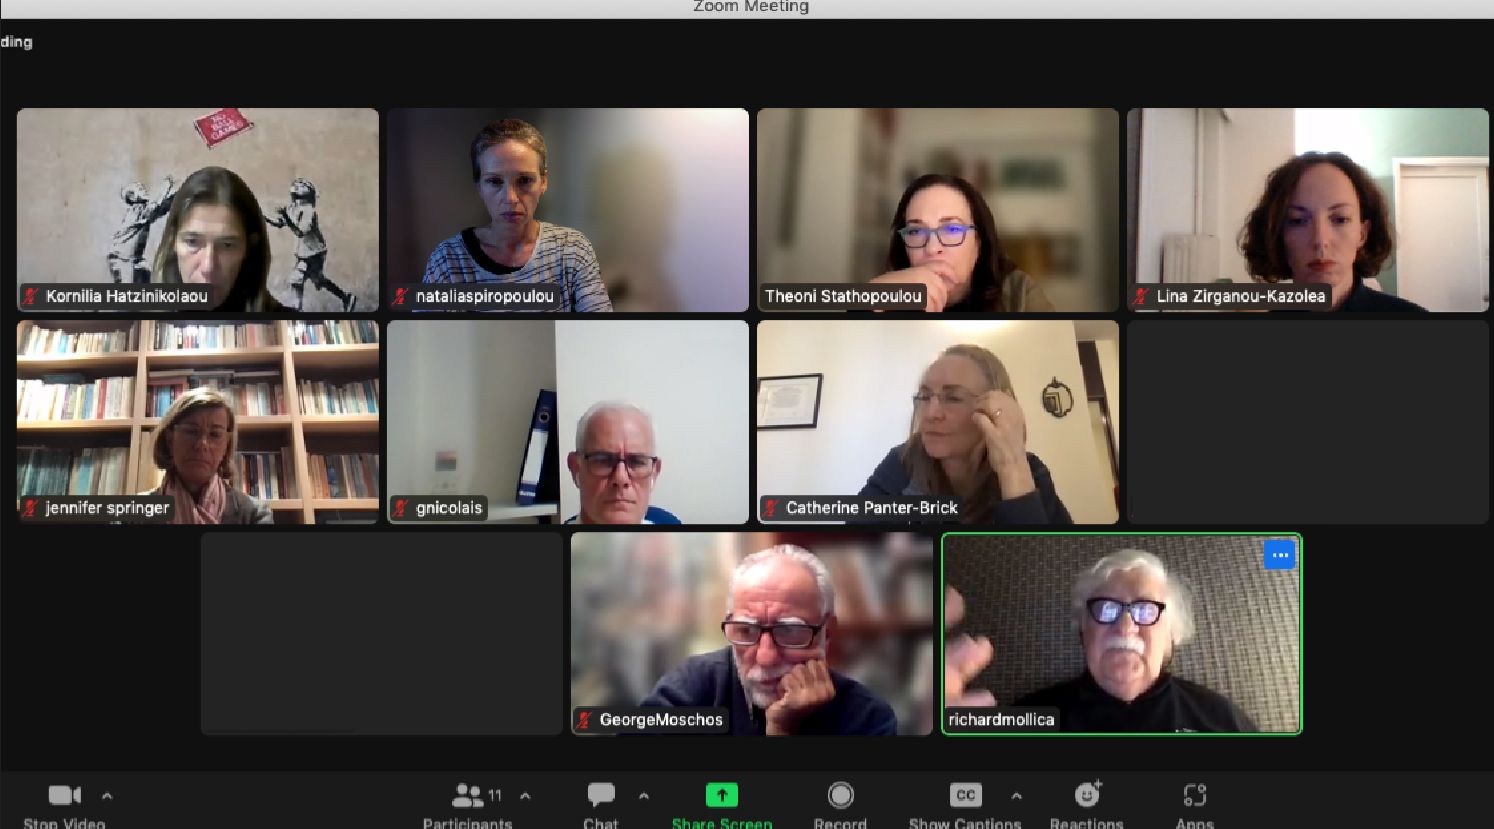 Zoom Meeting
ding
NO
BALL
GAMES
Kornilia Hatzinikolaou
nataliaspiropoulou
Theoni Stathopoulou
Lina Zirganou-Kazolea
jennifer springer
gnicolais
Catherine Panter-Brick
GeorgeMoschos
richardmollica
11
CC
Stop Video
Participants
Chat
Share Screen
Record
Show Captions
Reactions
Apps